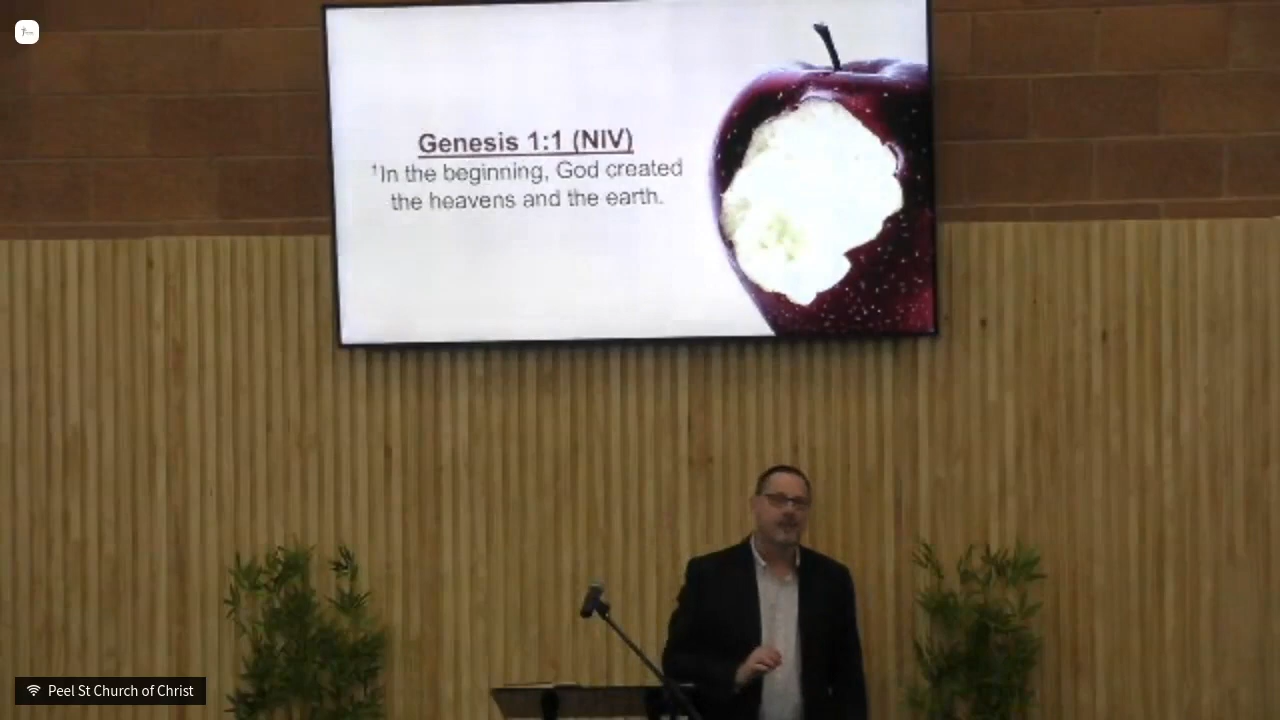 Genesis 1:1 (NIV)
¹In the beginning, God created
the heavens and the earth.
Peel St Church of Christ